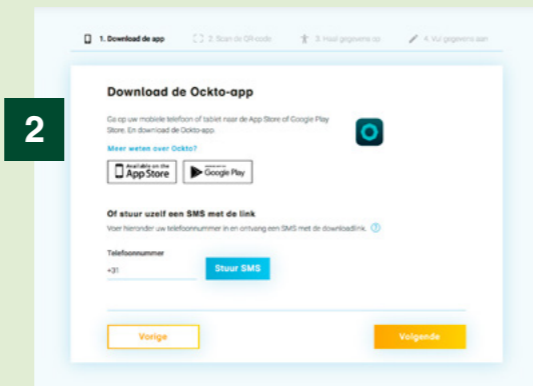 1. Download de app
2. Scan de QR-code
3. Haal gegevens op
4. Vul gegevens aan
2
Download de Ockto-app
Ga op uw mobiele telefoon of tablet naar de App Store of Google Play
Store. En download de Ockto-app.
Meer weten over Ockto?
Available on the
App Store
Google Play
Of stuur uzelf een SMS met de link
Voer hieronder uw telefoonnummer in en ontvang een SMS met de downloadlink.
Telefoonnummer
+31
Stuur SMS
Vorige
Volgende